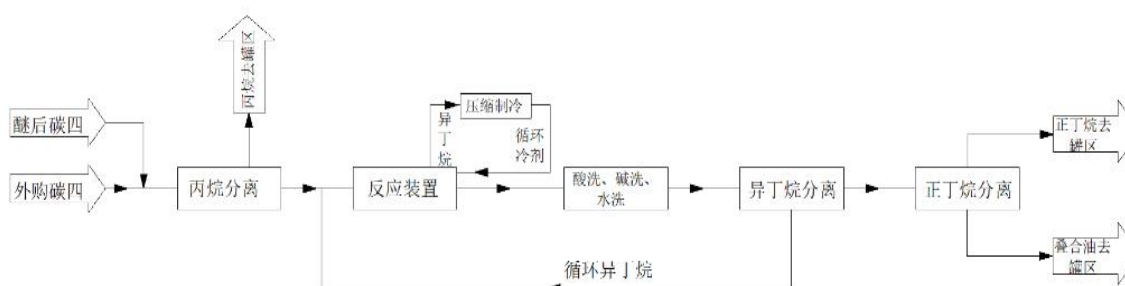 丙烷去罐区
醚后碳四
外购碳四
丙烷分离
异丁烷
压缩制冷
循环
冷剂
反应装置
酸洗、碱洗、
水洗
异丁烷分离
正丁烷分离
正丁烷去
罐区
叠合油去
罐区
循环异丁烷